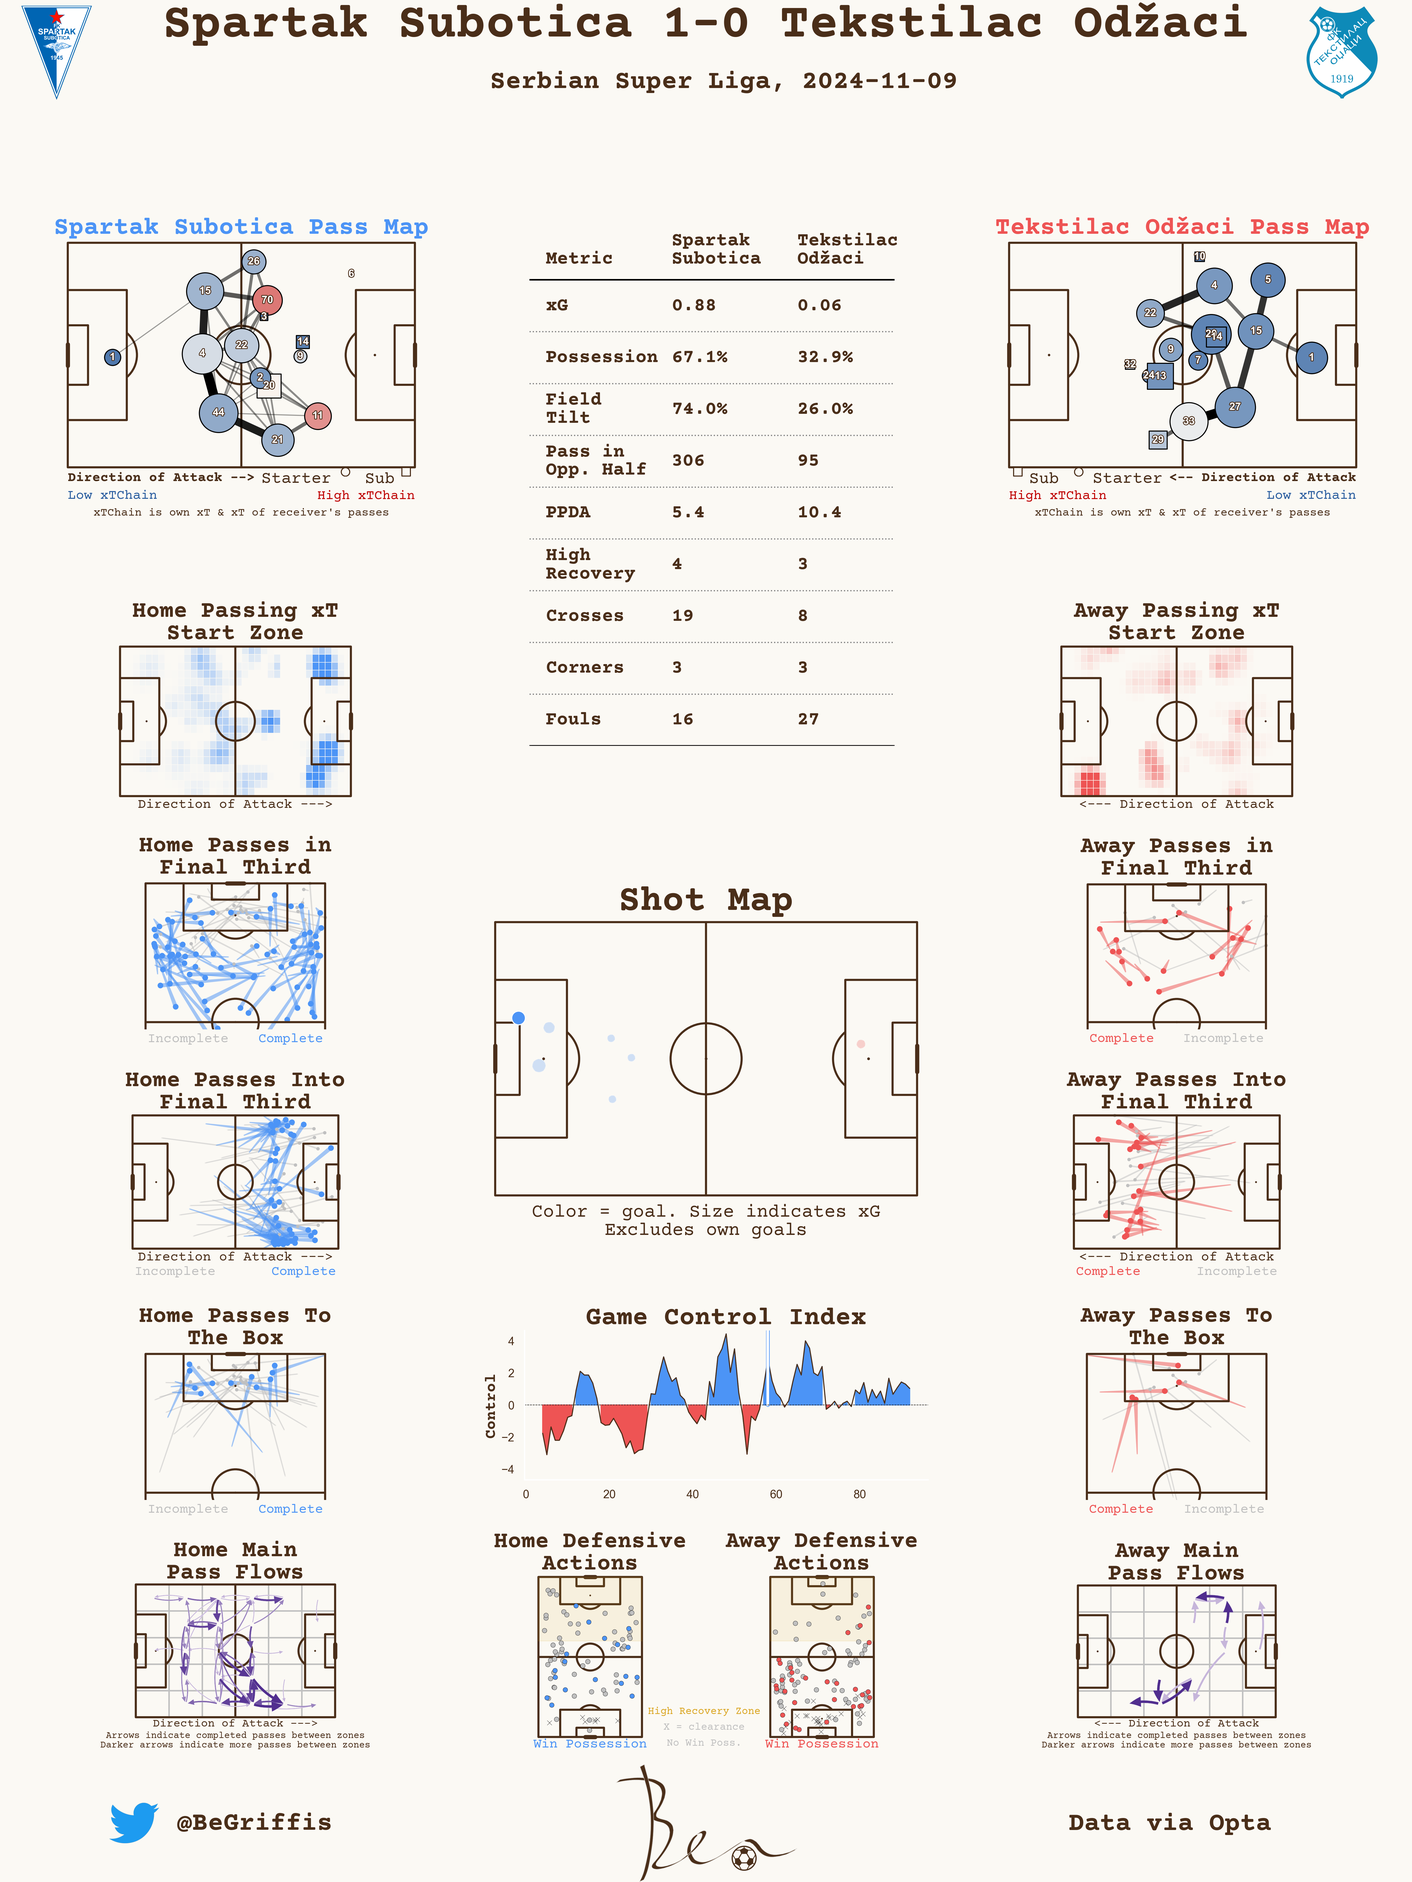 Spartak Subotica 1-0 Tekstilac Odžaci
Serbian Super Liga, 2024-11-09
SPARTAK
SUBOTICA
1945
ФК
ТЕКСТИЛАЦ
ОЏАЦИ
1919
Spartak Subotica Pass Map
26
6
15
70
3
14
22
4
9
1
2
20
44
11
21
Direction of Attack --> Starter Sub
Low xTChain High xTChain
xTChain is own xT & xT of receiver's passes
Metric Spartak Subotica Tekstilac Odžaci
xG 0.88 0.06
Possession 67.1% 32.9%
Field Tilt 74.0% 26.0%
Pass in Opp. Half 306 95
PPDA 5.4 10.4
High Recovery 4 3
Crosses 19 8
Corners 3 3
Fouls 16 27
Tekstilac Odžaci Pass Map
10
5
4
22
14
15
9
7
1
32
24
13
27
33
29
Sub Starter <-- Direction of Attack
High xTChain Low xTChain
xTChain is own xT & xT of receiver's passes
Home Passing xT
Start Zone
Direction of Attack --->
Away Passing xT
Start Zone
<--- Direction of Attack
Home Passes in
Final Third
Incomplete Complete
Away Passes in
Final Third
Complete Incomplete
Shot Map
Color = goal. Size indicates xG
Excludes own goals
Home Passes Into
Final Third
Direction of Attack --->
Incomplete Complete
Away Passes Into
Final Third
<--- Direction of Attack
Complete Incomplete
Home Passes To
The Box
Incomplete Complete
Game Control Index
Control
4
2
0
−2
−4
0 20 40 60 80
Away Passes To
The Box
Complete Incomplete
Home Main
Pass Flows
Direction of Attack --->
Arrows indicate completed passes between zones
Darker arrows indicate more passes between zones
Home Defensive
Actions
Win Possession
Away Defensive
Actions
Win Possession
High Recovery Zone
X = clearance
No Win Poss.
Away Main
Pass Flows
<--- Direction of Attack
Arrows indicate completed passes between zones
Darker arrows indicate more passes between zones
@BeGriffis
Ben
Data via Opta